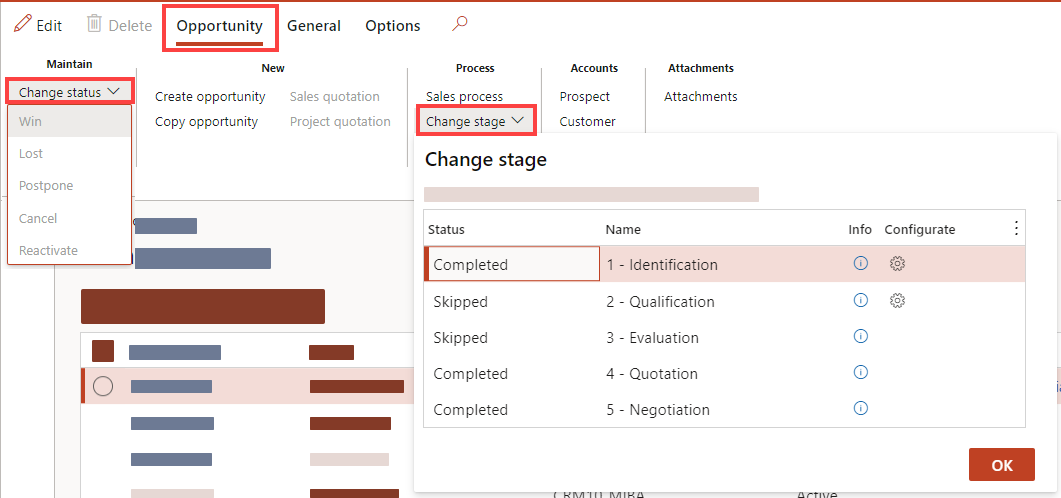 Edit Delete Opportunity General Options
Maintain New Process Accounts Attachments
Change status Create opportunity Sales quotation Sales process Prospect Attachments
Win Copy opportunity Project quotation Change stage Customer
Lost
Postpone
Cancel
Reactivate
Change stage
Status Name Info Configurate
Completed 1 - Identification
Skipped 2 - Qualification
Skipped 3 - Evaluation
Completed 4 - Quotation
Completed 5 - Negotiation
OK
CRM10 MIBA Active